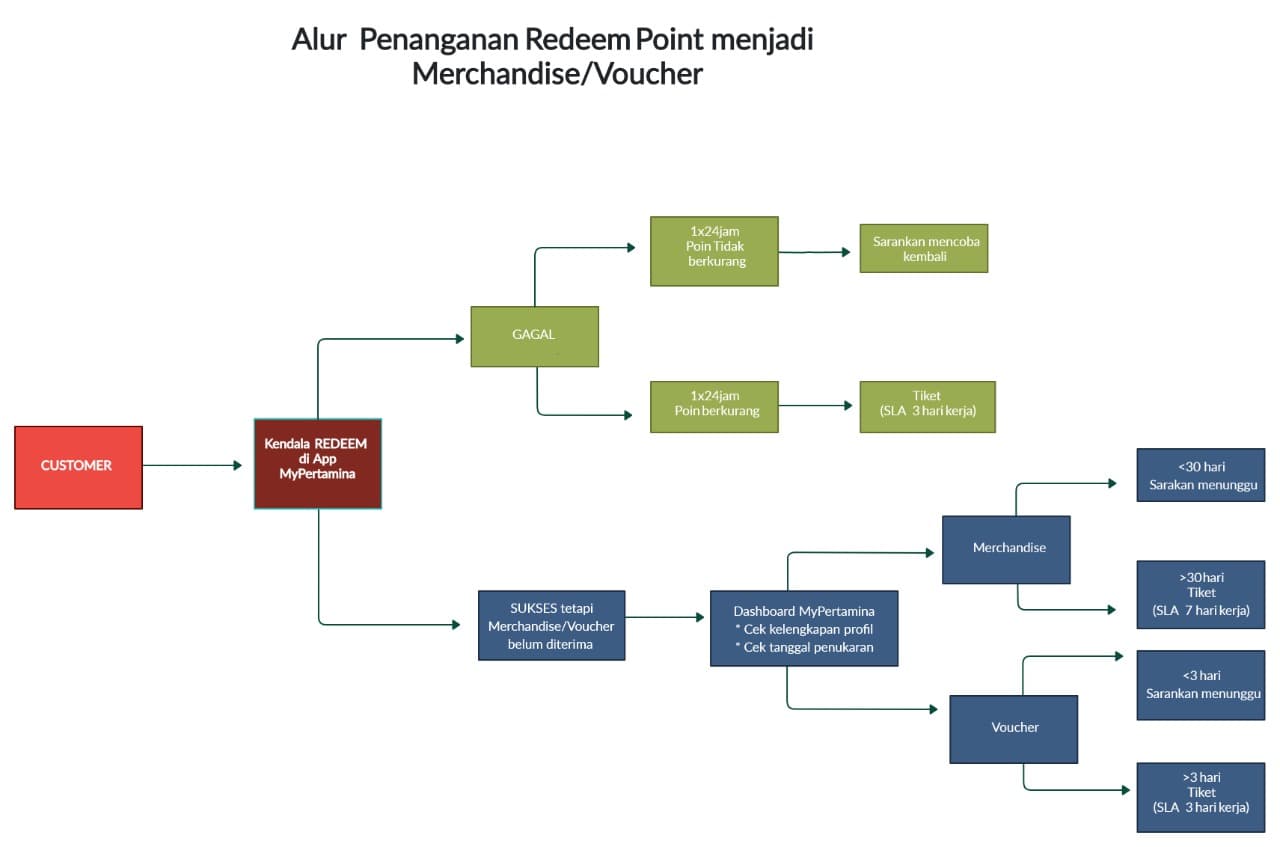 Alur Penanganan Redeem Point menjadi
Merchandise/Voucher
CUSTOMER
Kendala REDEEM
di App
MyPertamina
GAGAL
1x24jam
Poin Tidak
berkurang
Sarankan mencoba
kembali
1x24jam
Poin berkurang
Tiket
(SLA 3 hari kerja)
SUKSES tetapi
Merchandise/Voucher
belum diterima
Dashboard MyPertamina
* Cek kelengkapan profil
* Cek tanggal penukaran
Merchandise
<30 hari
Sarakan menunggu
>30 hari
Tiket
(SLA 7 hari kerja)
Voucher
<3 hari
Sarankan menunggu
>3 hari
Tiket
(SLA 3 hari kerja)